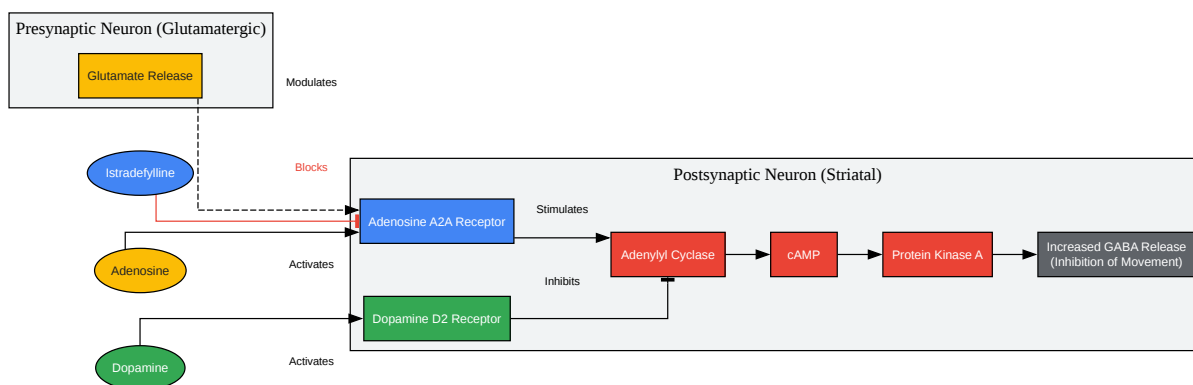 Presynaptic Neuron (Glutamatergic)
Glutamate Release
Modulates
Istradefylline
Blocks
Postsynaptic Neuron (Striatal)
Adenosine A2A Receptor
Stimulates
Adenosine
Activates
Adenylyl Cyclase
cAMP
Protein Kinase A
Increased GABA Release
(Inhibition of Movement)
Inhibits
Dopamine D2 Receptor
Dopamine
Activates